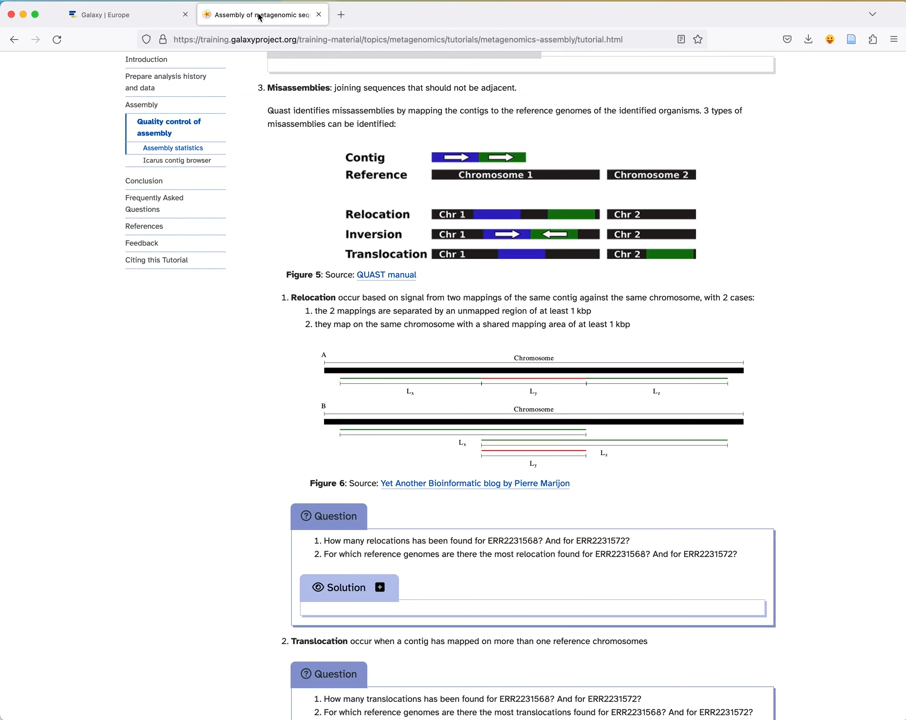 Galaxy | Europe
Assembly of metagenomic seq
https://training.galaxyproject.org/training-material/topics/metagenomics/tutorials/metagenomics-assembly/tutorial.html
Introduction
Prepare analysis history
and data
Assembly
Quality control of
assembly
Assembly statistics
Icarus contig browser
Conclusion
Frequently Asked
Questions
References
Feedback
Citing this Tutorial
3. Misassemblies: joining sequences that should not be adjacent.
Quast identifies missassemblies by mapping the contigs to the reference genomes of the identified organisms. 3 types of
misassemblies can be identified:
Contig
Reference Chromosome 1 Chromosome 2
Relocation Chr 1 Chr 2
Inversion Chr 1 Chr 2
Translocation Chr 1 Chr 2
Figure 5: Source: QUAST manual
1. Relocation occur based on signal from two mappings of the same contig against the same chromosome, with 2 cases:
1. the 2 mappings are separated by an unmapped region of at least 1 kbp
2. they map on the same chromosome with a shared mapping area of at least 1 kbp
A
Chromosome
Lx Ly Lz
B
Chromosome
Lx
Lz
Ly
Figure 6: Source: Yet Another Bioinformatic blog by Pierre Marijon
Question
1. How many relocations has been found for ERR2231568? And for ERR2231572?
2. For which reference genomes are there the most relocation found for ERR2231568? And for ERR2231572?
Solution
2. Translocation occur when a contig has mapped on more than one reference chromosomes
Question
1. How many translocations has been found for ERR2231568? And for ERR2231572?
2. For which reference genomes are there the most translocations found for ERR2231568? And for ERR2231572?